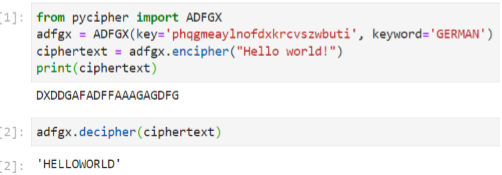 [1]: from pycipher import ADFGX
adfgx = ADFGX(key='phqgmeaylnofdxkrcvszwbuti', keyword='GERMAN')
ciphertext = adfgx.encipher("Hello world!")
print(ciphertext)
DXDDGAFADFFAAAGAGDFG
[2]: adfgx.decipher(ciphertext)
[2]: 'HELLOWORLD'